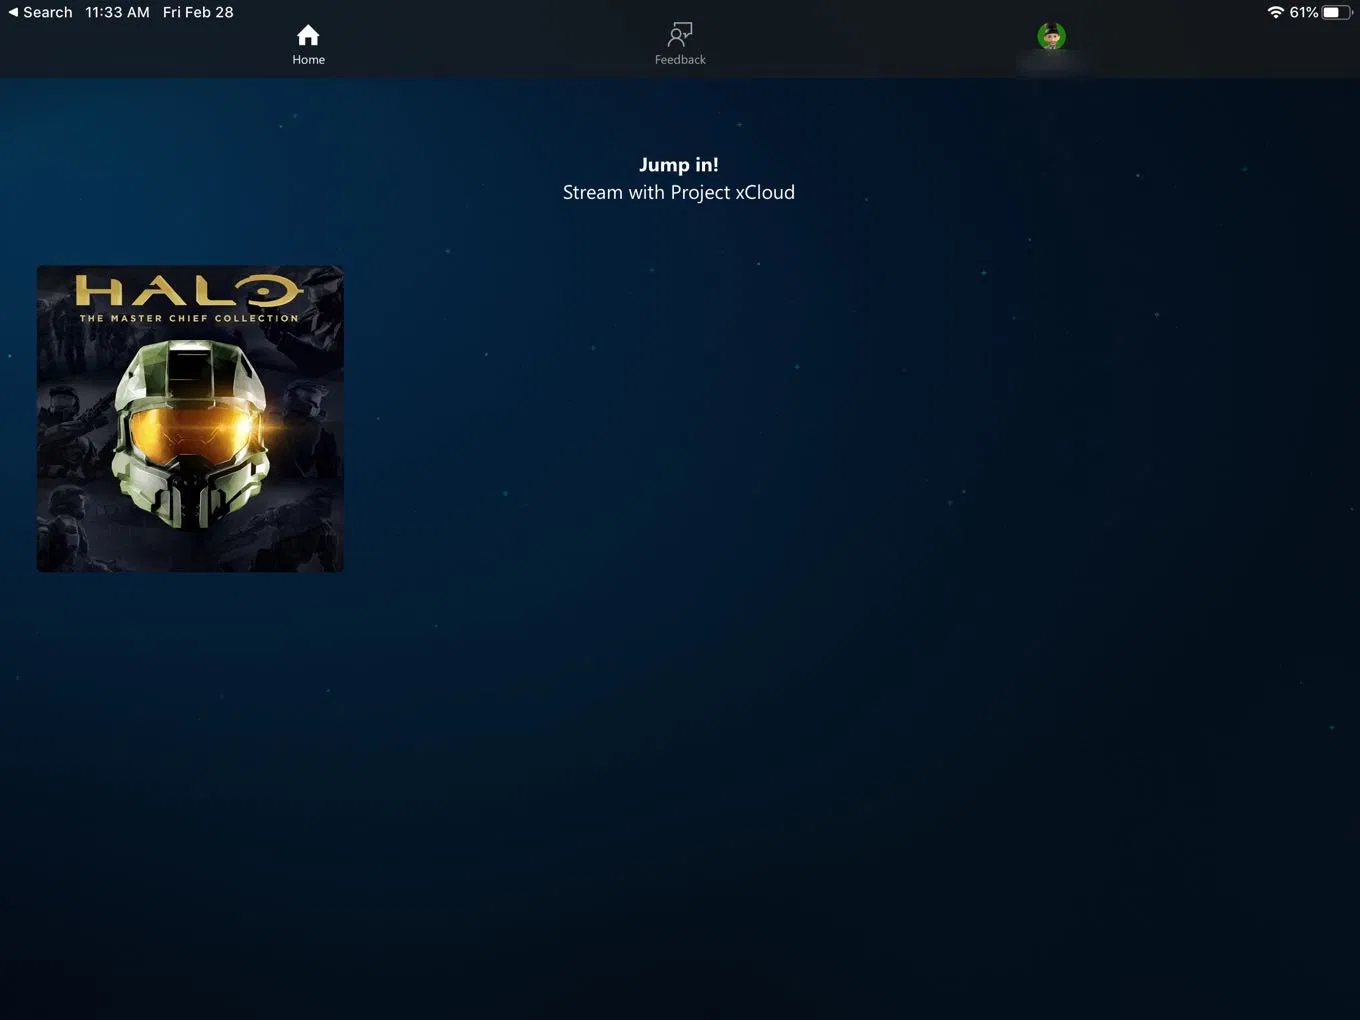 ◀ Search 11:33 AM Fri Feb 28 61%
Home
Feedback
Jump in!
Stream with Project xCloud
HALO
THE MASTER CHIEF COLLECTION